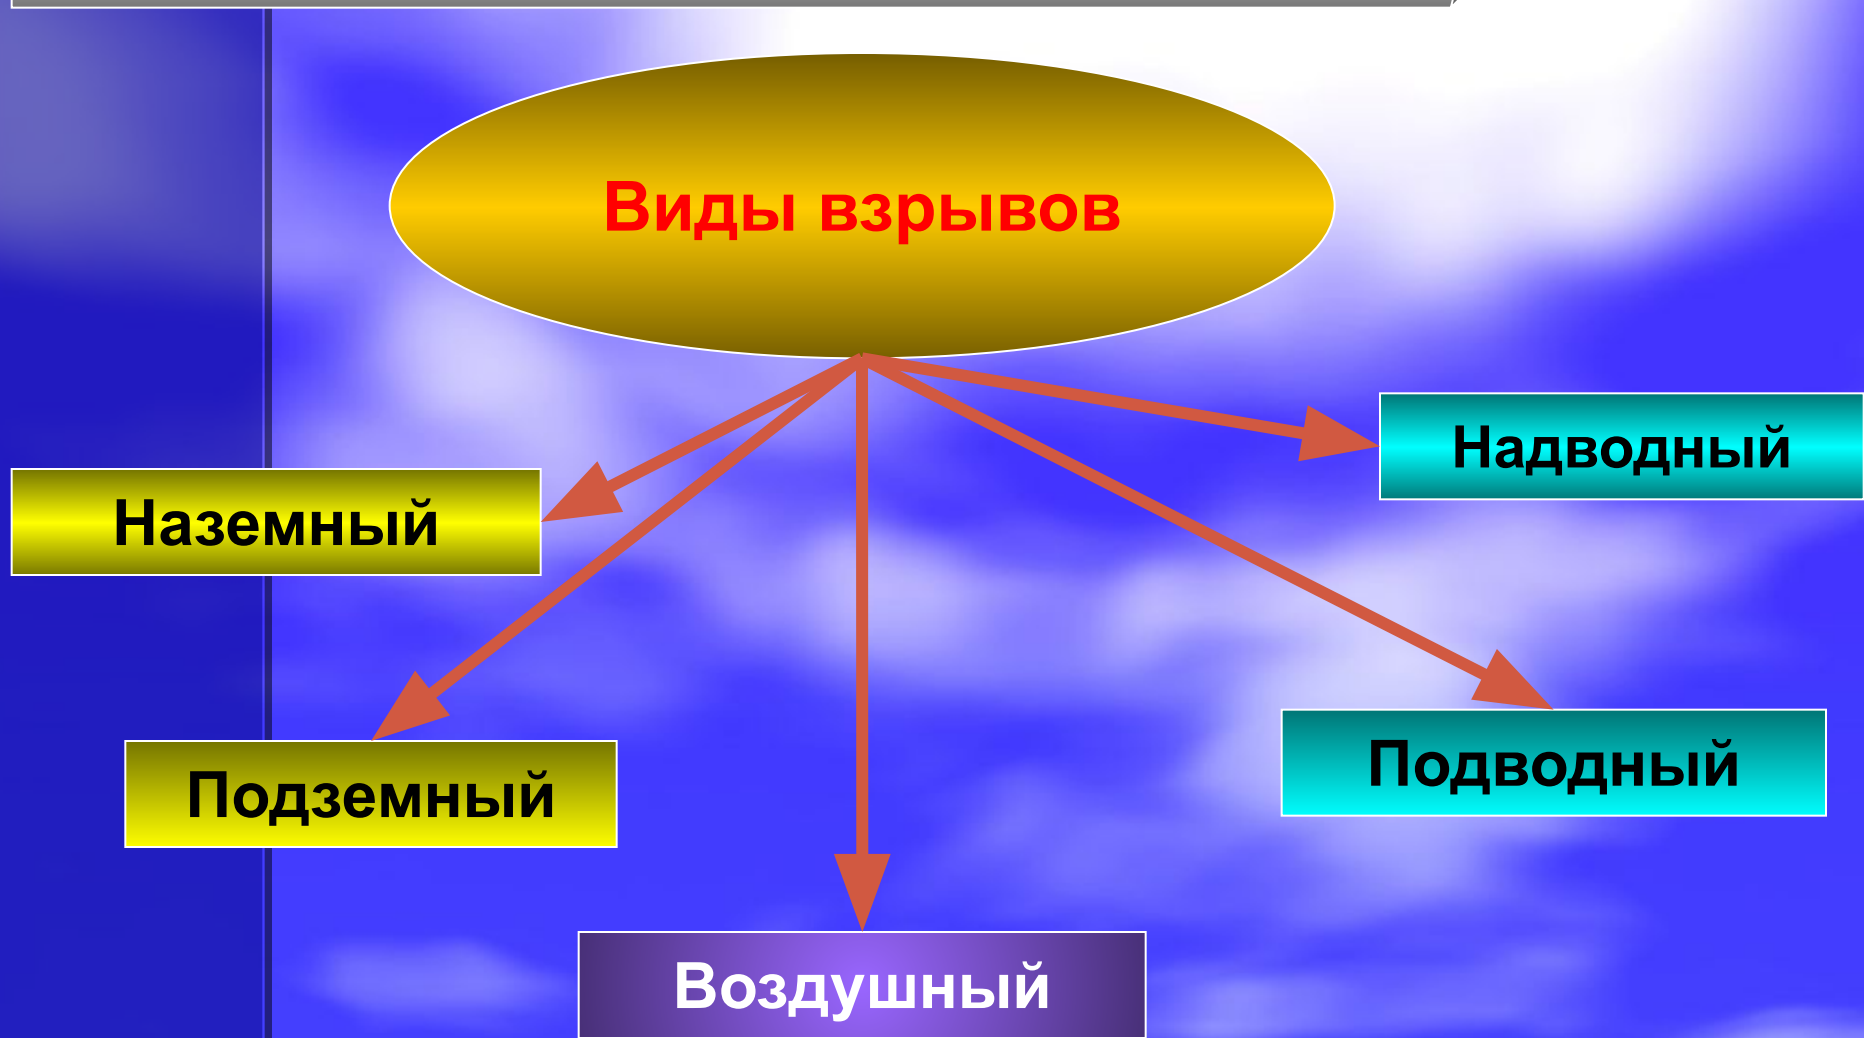 Виды взрывов
Надводный
Наземный
Подводный
Подземный
Воздушный